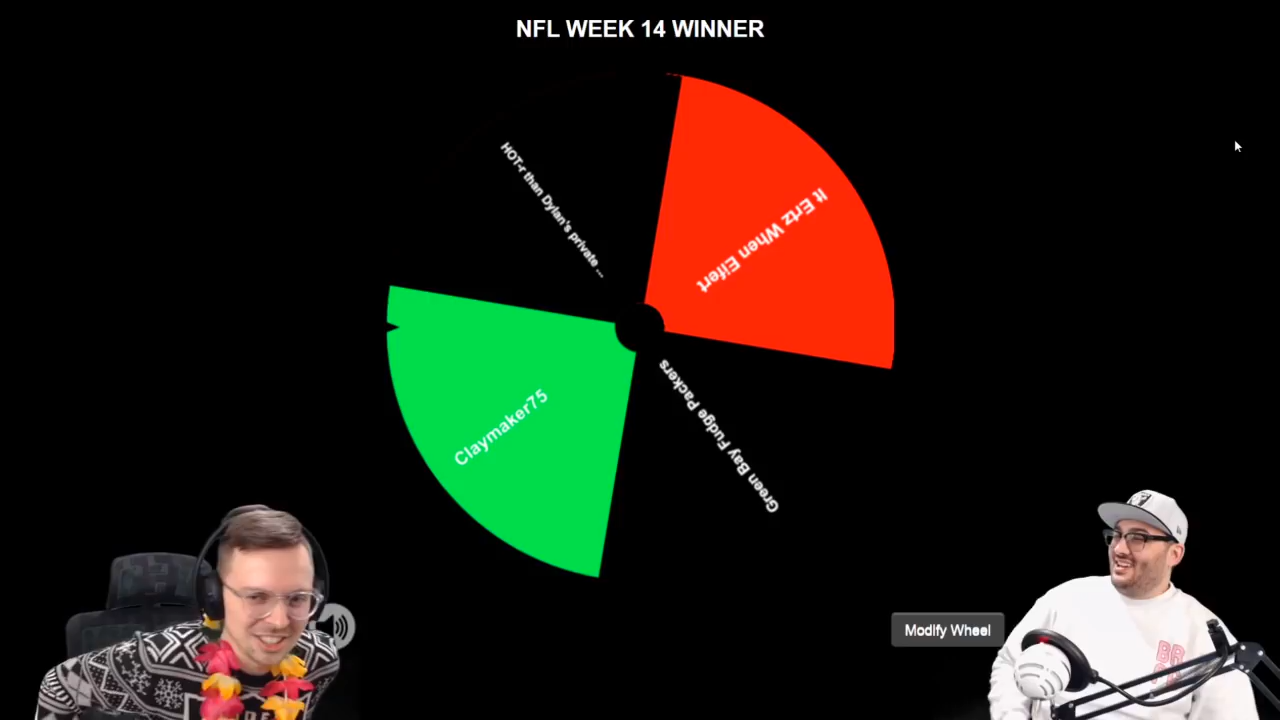 NFL WEEK 14 WINNER
HOT-r than Dylan's private ...
It Ertz When Eifert
Claymaker75
Green Bay Fudge Packers
Modify Wheel
BR